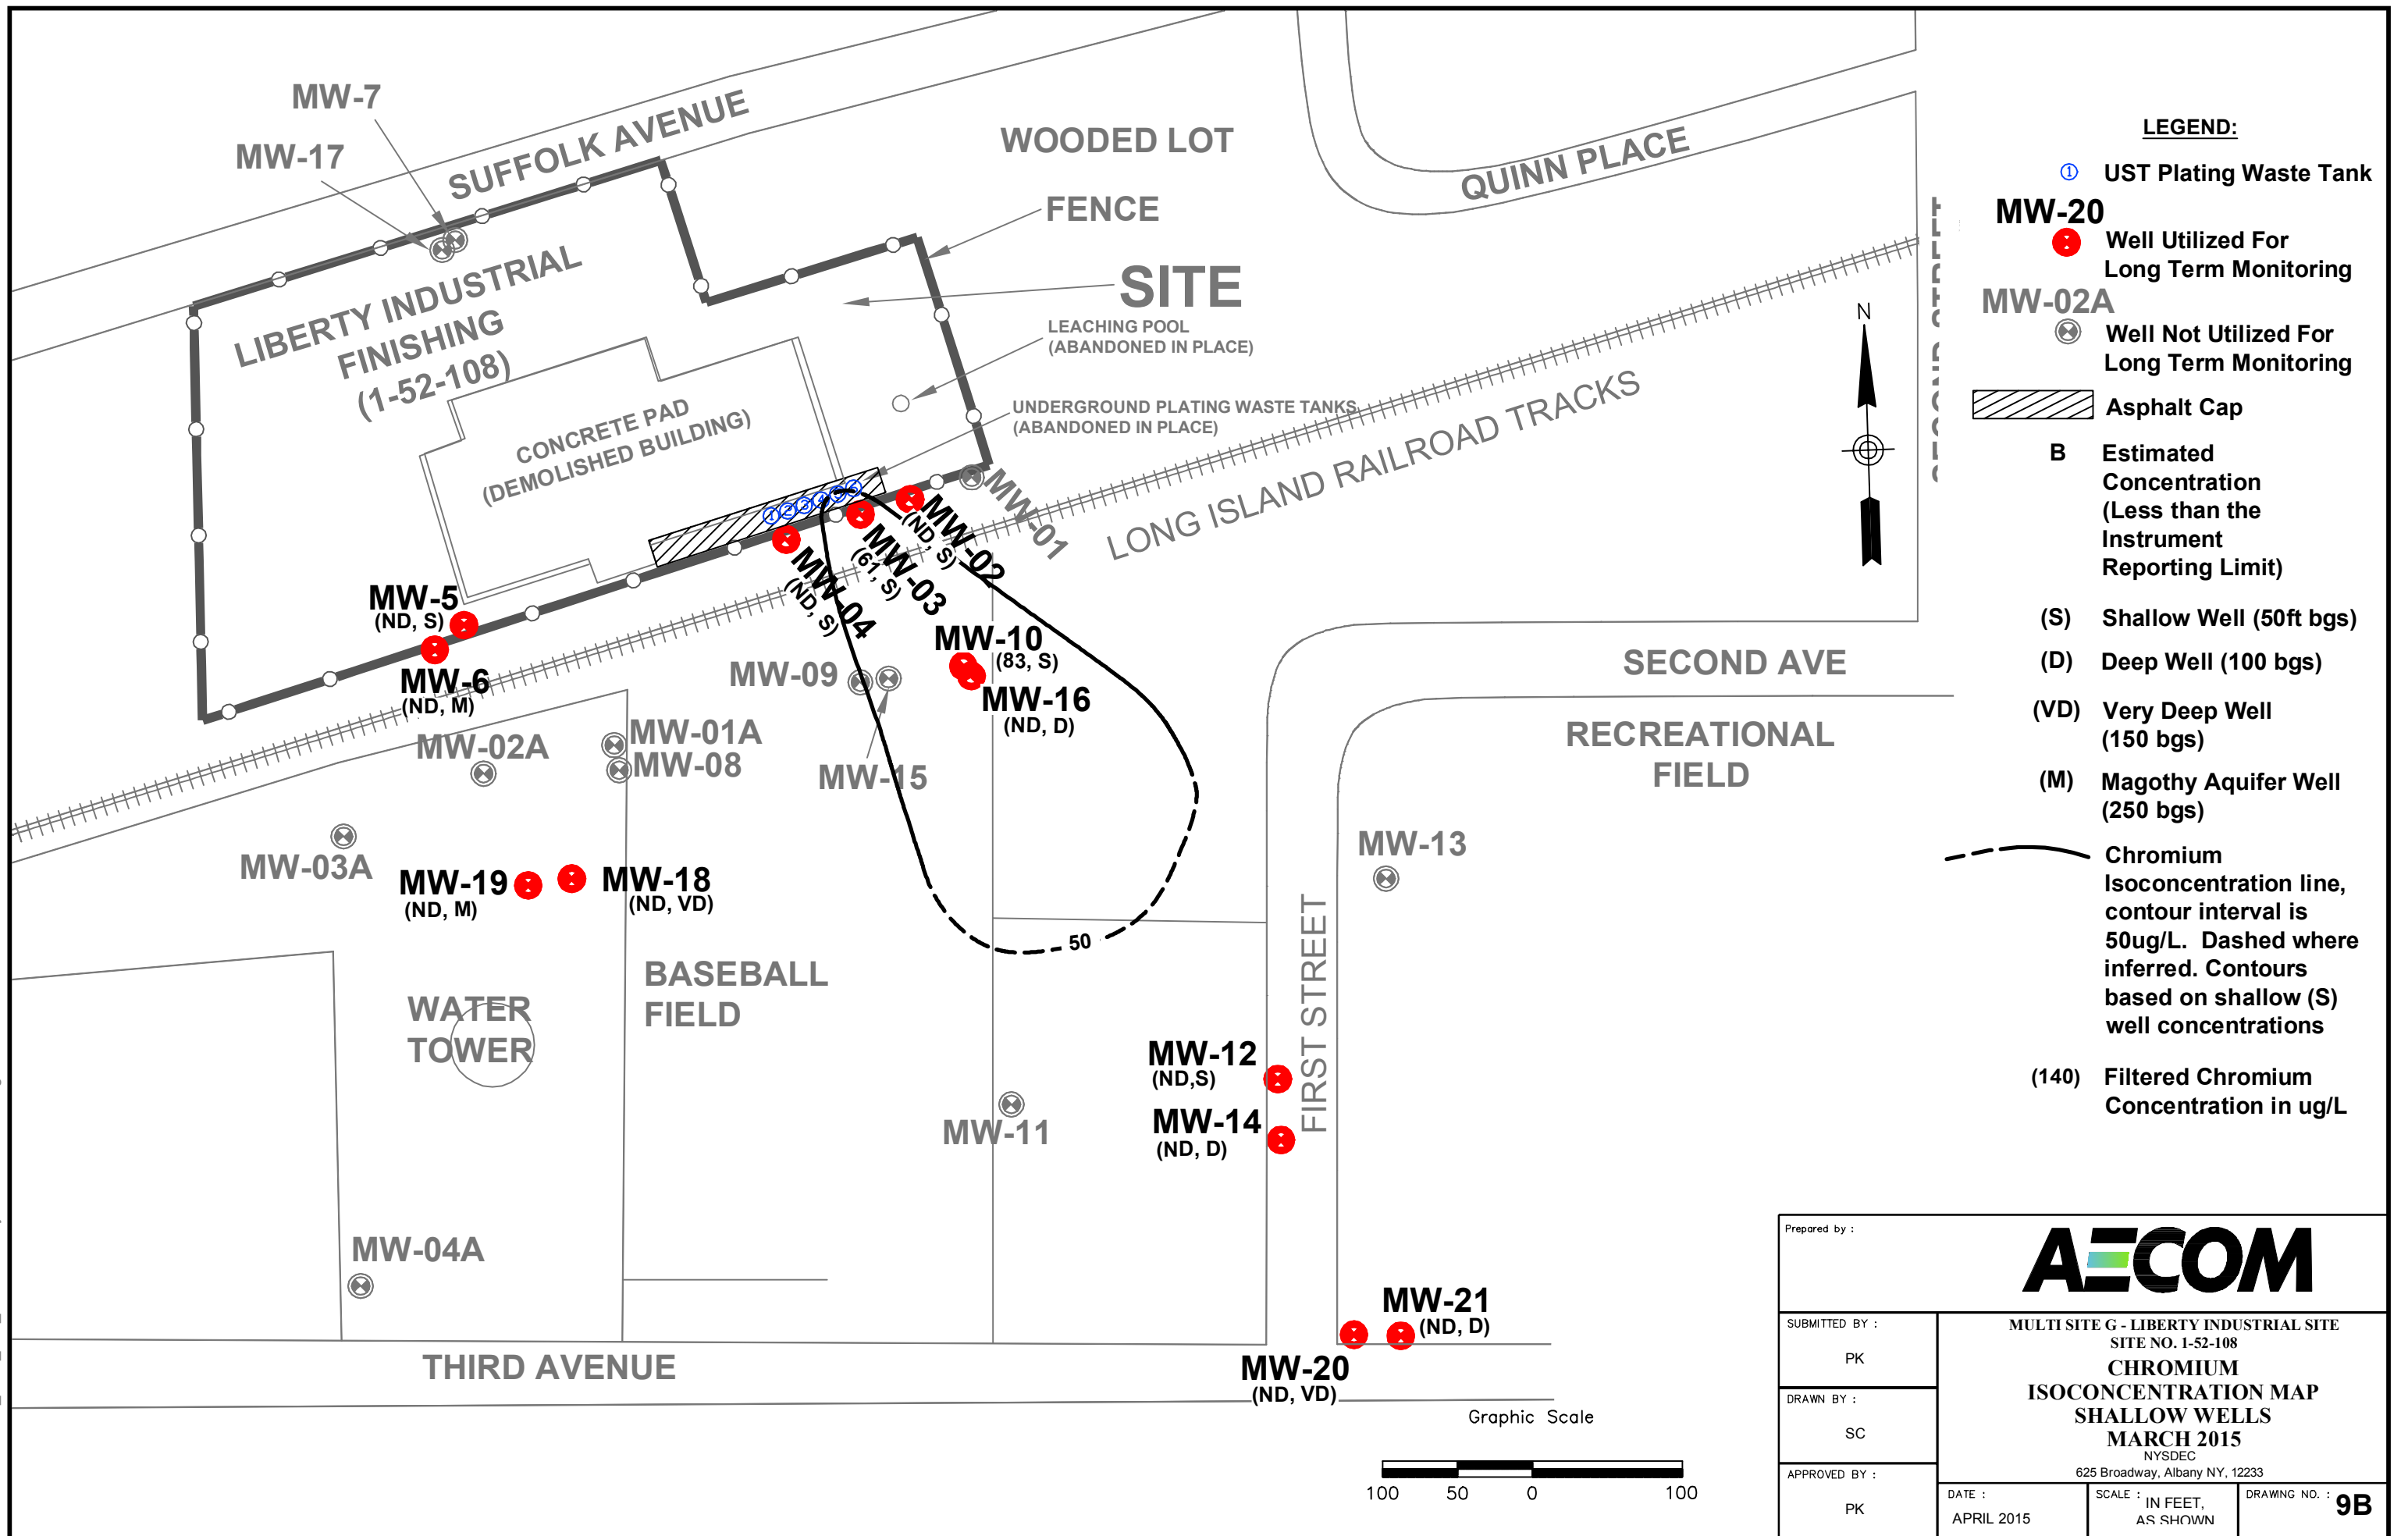 MW-7
MW-17
SUFFOLK AVENUE
WOODED LOT
QUINN PLACE
FENCE
SITE
LIBERTY INDUSTRIAL
FINISHING
(1-52-108)
LEACHING POOL
(ABANDONED IN PLACE)
UNDERGROUND PLATING WASTE TANKS
(ABANDONED IN PLACE)
CONCRETE PAD
(DEMOLISHED BUILDING)
LONG ISLAND RAILROAD TRACKS
SECOND STREET
N
1 2 3 4 5 6
MW-01
MW-02
(ND, S)
MW-03
(61, S)
MW-04
(ND, S)
MW-5
(ND, S)
MW-6
(ND, M)
MW-10
(83, S)
MW-16
(ND, D)
MW-09
MW-15
MW-01A
MW-08
MW-02A
MW-03A
MW-19
(ND, M)
MW-18
(ND, VD)
SECOND AVE
RECREATIONAL
FIELD
MW-13
50
BASEBALL
FIELD
WATER
TOWER
FIRST STREET
MW-12
(ND,S)
MW-14
(ND, D)
MW-11
MW-04A
MW-21
(ND, D)
MW-20
(ND, VD)
THIRD AVENUE
Graphic Scale
100 50 0 100
LEGEND:
1 UST Plating Waste Tank
MW-20
Well Utilized For
Long Term Monitoring
MW-02A
Well Not Utilized For
Long Term Monitoring
Asphalt Cap
B Estimated
Concentration
(Less than the
Instrument
Reporting Limit)
(S) Shallow Well (50ft bgs)
(D) Deep Well (100 bgs)
(VD) Very Deep Well
(150 bgs)
(M) Magothy Aquifer Well
(250 bgs)
Chromium
Isoconcentration line,
contour interval is
50ug/L. Dashed where
inferred. Contours
based on shallow (S)
well concentrations
(140) Filtered Chromium
Concentration in ug/L
Prepared by :
AECOM
SUBMITTED BY :
PK
DRAWN BY :
SC
APPROVED BY :
PK
MULTI SITE G - LIBERTY INDUSTRIAL SITE
SITE NO. 1-52-108
CHROMIUM
ISOCONCENTRATION MAP
SHALLOW WELLS
MARCH 2015
NYSDEC
625 Broadway, Albany NY, 12233
DATE :
APRIL 2015
SCALE :
IN FEET,
AS SHOWN
DRAWING NO. :
9B